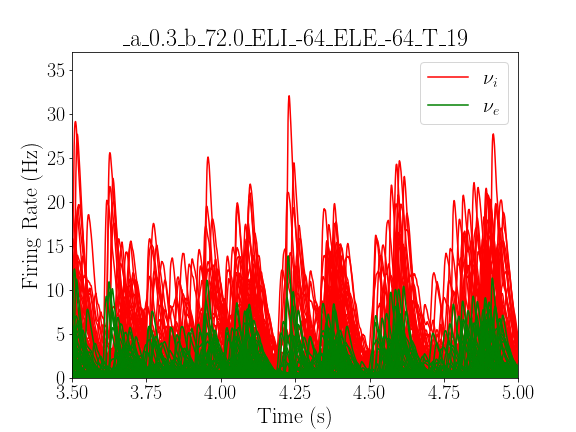 _a_0.3_b_72.0_ELI_-64_ELE_-64_T_19
35
30
25
20
15
10
5
0
Firing Rate (Hz)
ν_i
ν_e
3.50 3.75 4.00 4.25 4.50 4.75 5.00
Time (s)